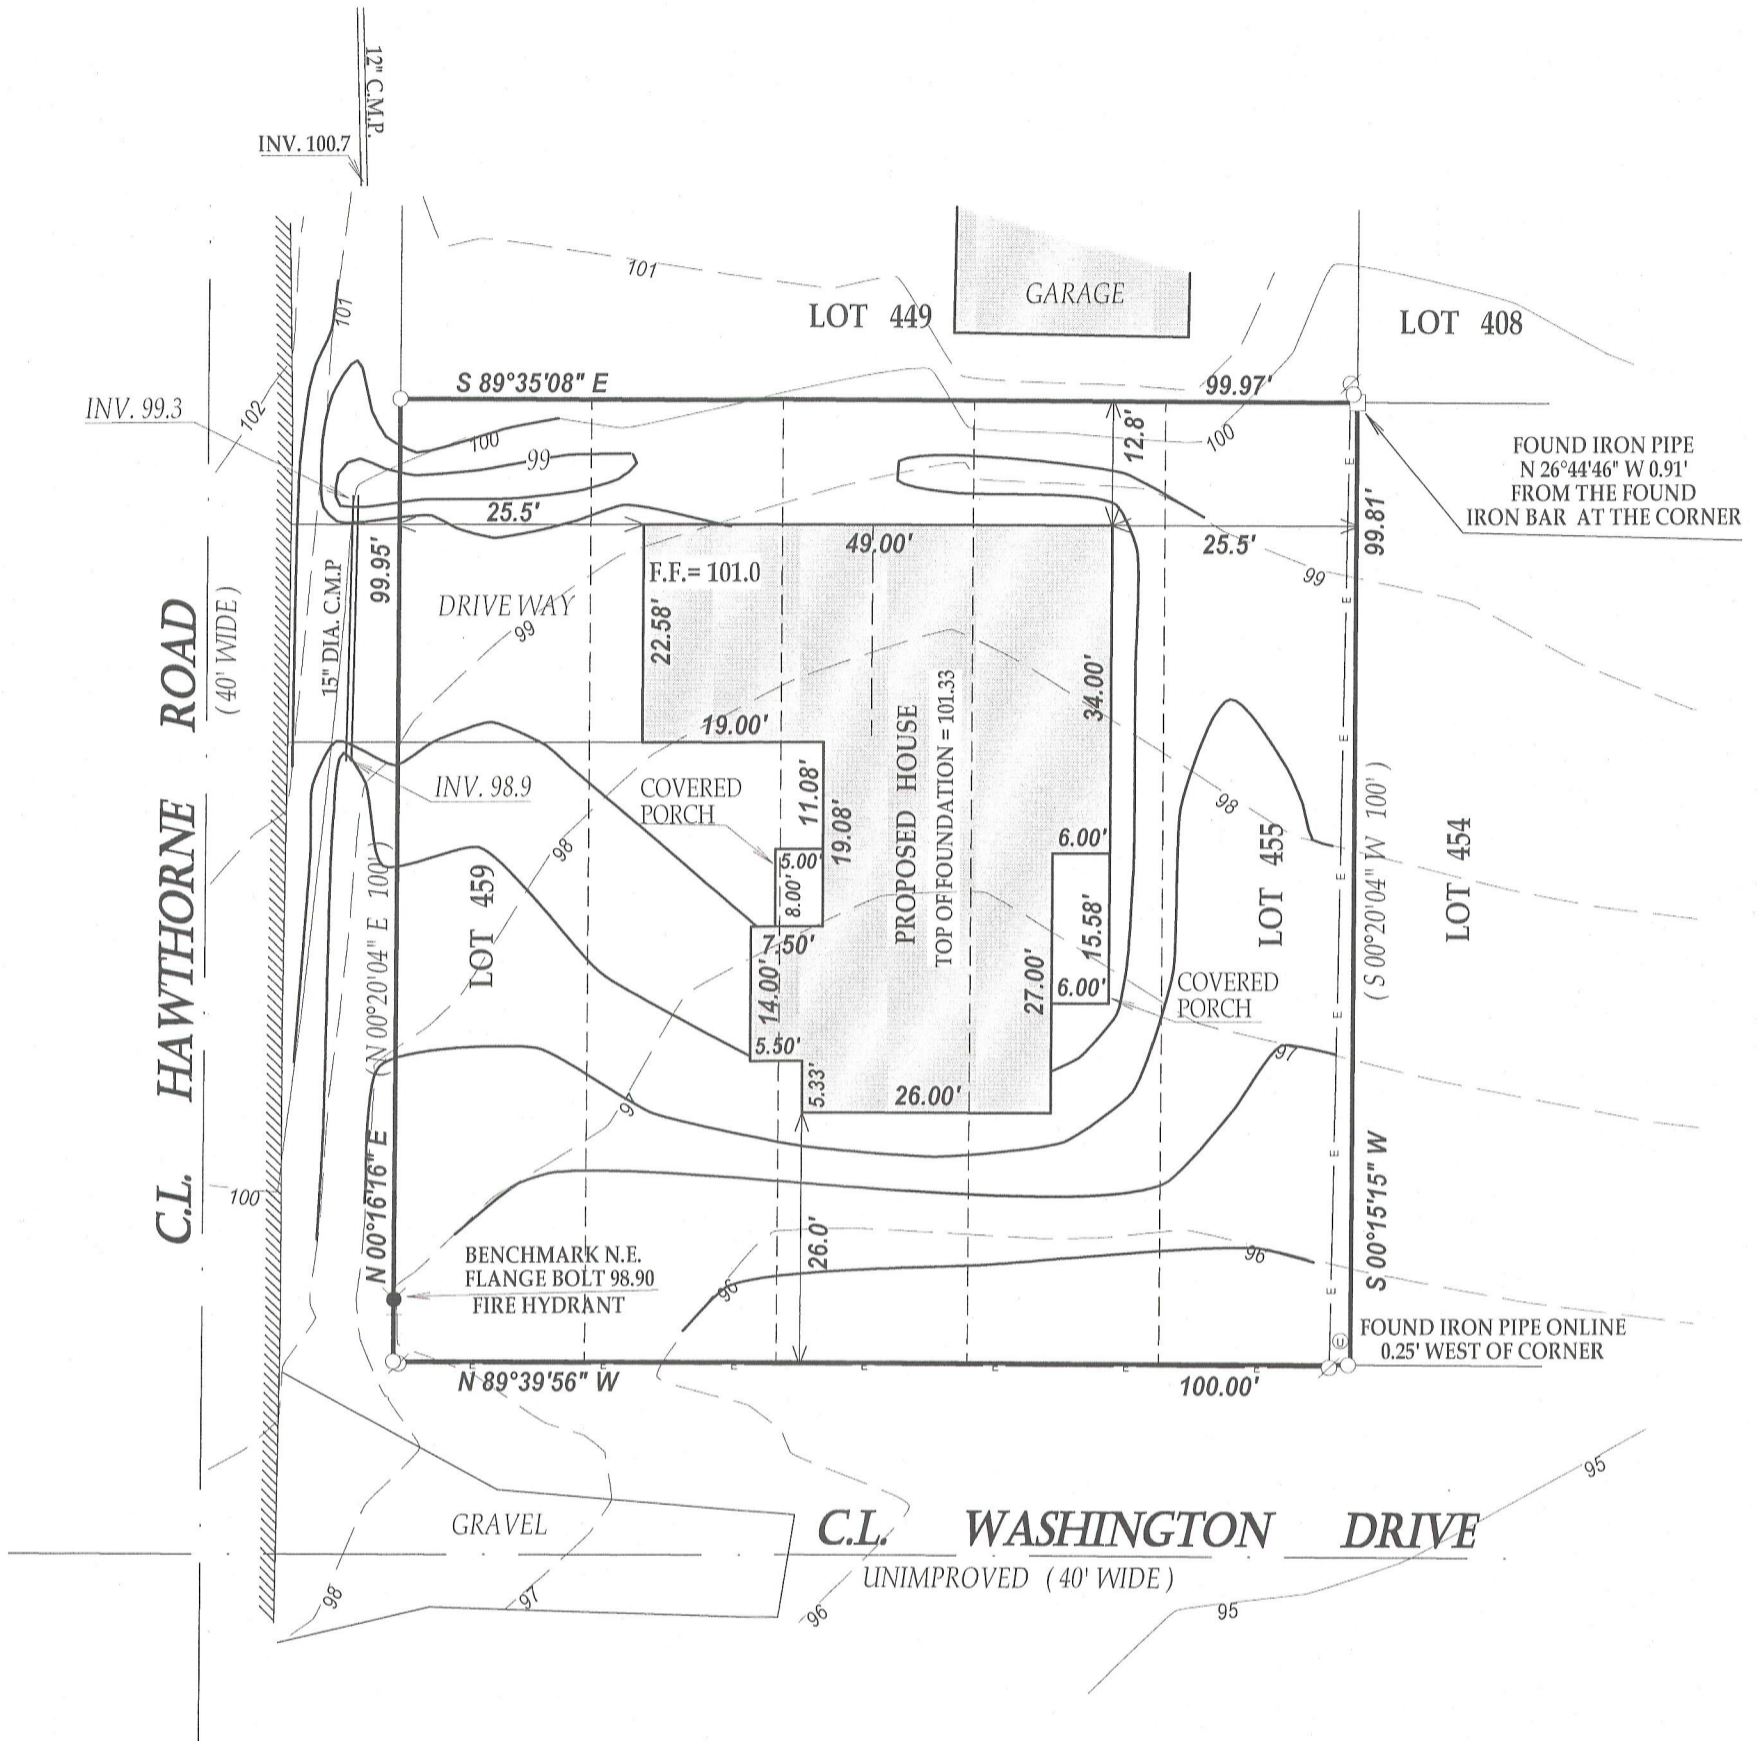 12" C.M.P.
INV. 100.7
101
101
102
INV. 99.3
LOT 449
GARAGE
LOT 408
S 89°35'08" E
99.97'
100
99
100
12.8'
FOUND IRON PIPE
N 26°44'46" W 0.91'
FROM THE FOUND
IRON BAR AT THE CORNER
25.5'
49.00'
25.5'
99.95'
99.81'
F.F.= 101.0
DRIVEWAY
99
99
22.58'
15" DIA. C.M.P
C.L. HAWTHORNE ROAD
( 40' WIDE )
19.00'
34.00'
PROPOSED HOUSE
TOP OF FOUNDATION = 101.33
INV. 98.9
COVERED
PORCH
11.08'
19.08'
98
98
5.00'
8.00'
6.00'
15.58'
6.00'
27.00'
LOT 459
LOT 455
LOT 454
( N 00°20'04" E 100' )
( S 00°20'04" W 100' )
7.50'
14.00'
5.50'
5.33'
26.00'
COVERED
PORCH
97
97
100
N 00°16'16" E
S 00°15'15" W
26.0'
BENCHMARK N.E.
FLANGE BOLT 98.90
FIRE HYDRANT
96
96
E
E
E
E
E
E
E
E
U
FOUND IRON PIPE ONLINE
0.25' WEST OF CORNER
N 89°39'56" W
100.00'
E
E
E
E
E
E
E
GRAVEL
C.L. WASHINGTON DRIVE
UNIMPROVED ( 40' WIDE )
98
97
96
95
95